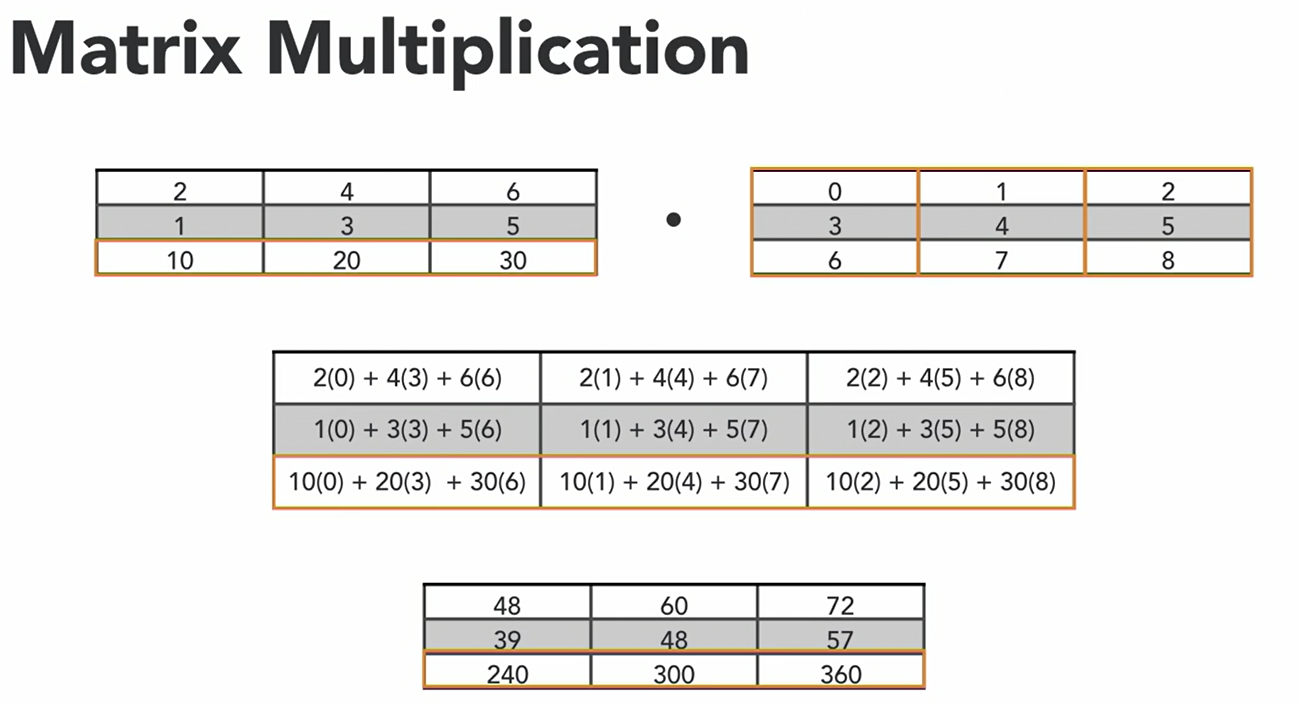 Matrix Multiplication
2 4 6 0 1 2
1 3 5 • 3 4 5
10 20 30 6 7 8
2(0) + 4(3) + 6(6) 2(1) + 4(4) + 6(7) 2(2) + 4(5) + 6(8)
1(0) + 3(3) + 5(6) 1(1) + 3(4) + 5(7) 1(2) + 3(5) + 5(8)
10(0) + 20(3) + 30(6) 10(1) + 20(4) + 30(7) 10(2) + 20(5) + 30(8)
48 60 72
39 48 57
240 300 360